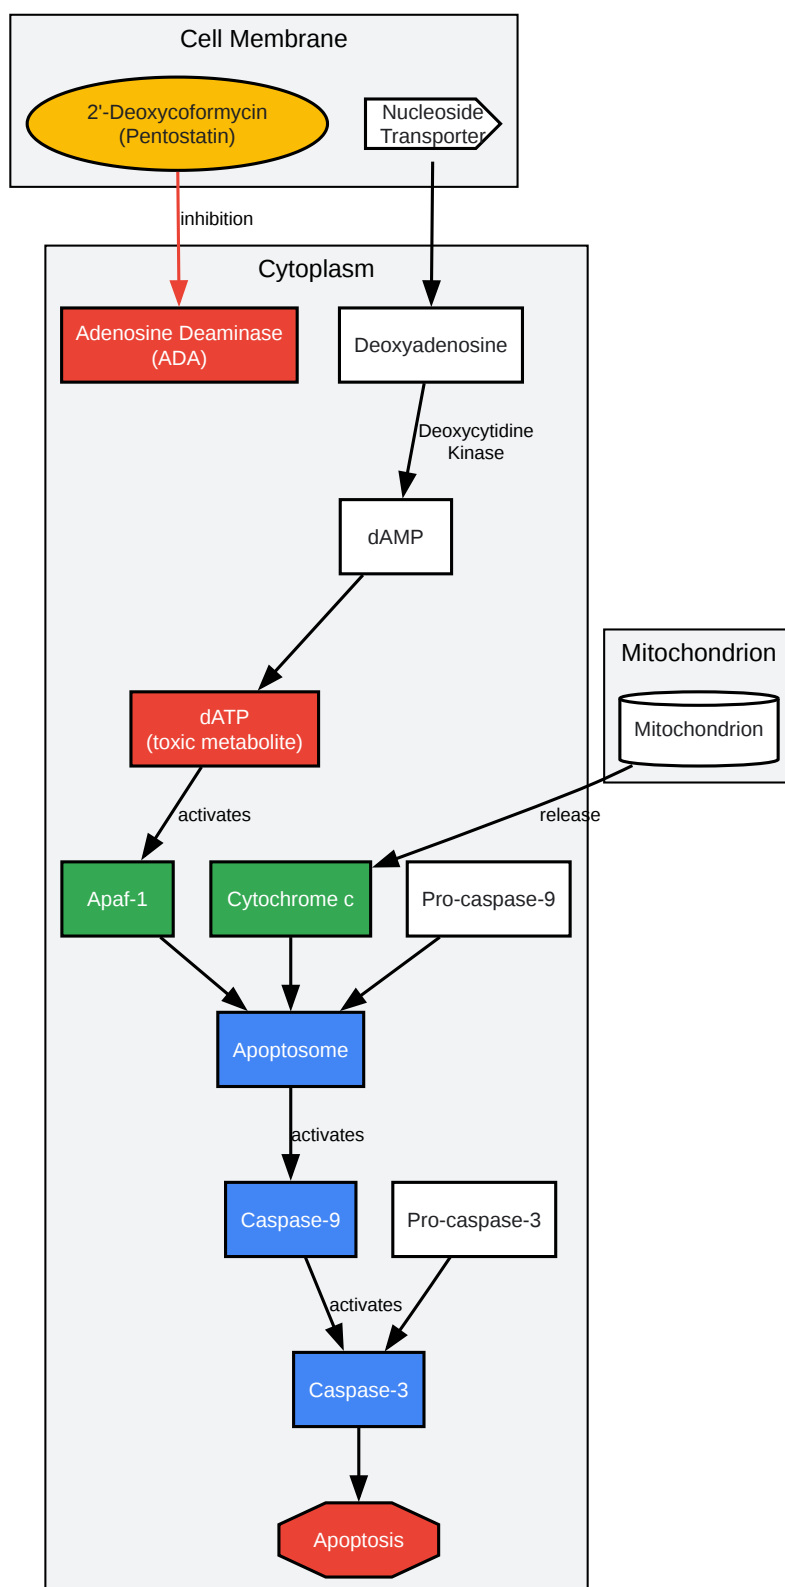 Cell Membrane
2'-Deoxycoformycin
(Pentostatin)
Nucleoside
Transporter
inhibition
Cytoplasm
Adenosine Deaminase
(ADA)
Deoxyadenosine
Deoxycytidine
Kinase
dAMP
Mitochondrion
Mitochondrion
dATP
(toxic metabolite)
activates
release
Apaf-1
Cytochrome c
Pro-caspase-9
Apoptosome
activates
Caspase-9
Pro-caspase-3
activates
Caspase-3
Apoptosis